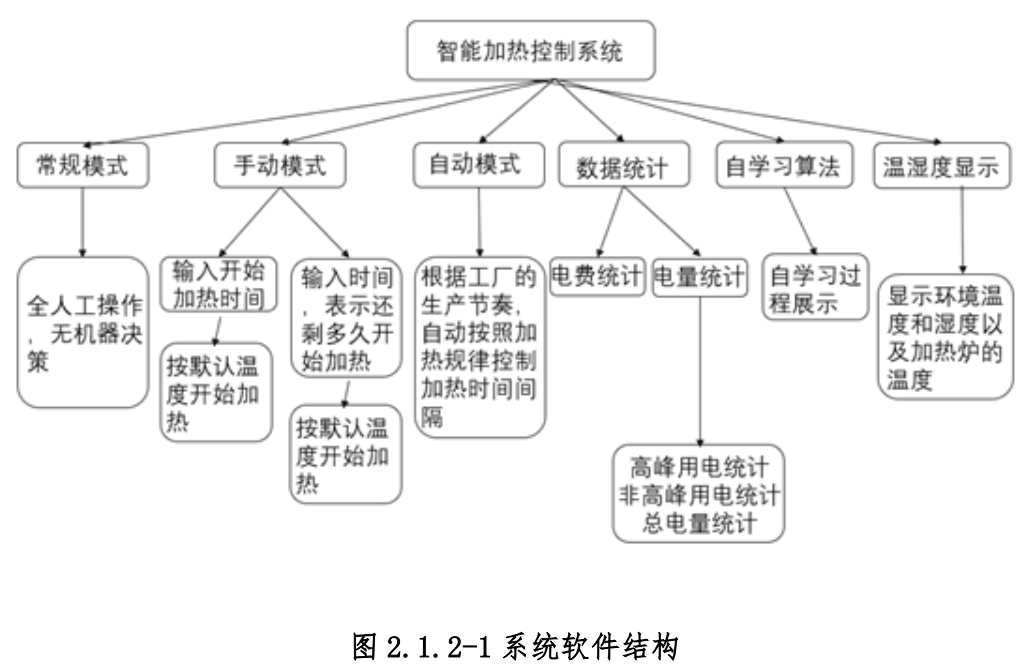 智能加热控制系统
常规模式
手动模式
自动模式
数据统计
自学习算法
温湿度显示
全人工操作
,无机器决
策
输入开始
加热时间
按默认温
度开始加
热
输入时间
,表示还
剩多久开
始加热
按默认温
度开始加
热
根据工厂的
生产节奏,
自动按照加
热规律控制
加热时间间
隔
电费统计
电量统计
高峰用电统计
非高峰用电统计
总电量统计
自学习过
程展示
显示环境温
度和湿度以
及加热炉的
温度
图 2.1.2-1 系统软件结构